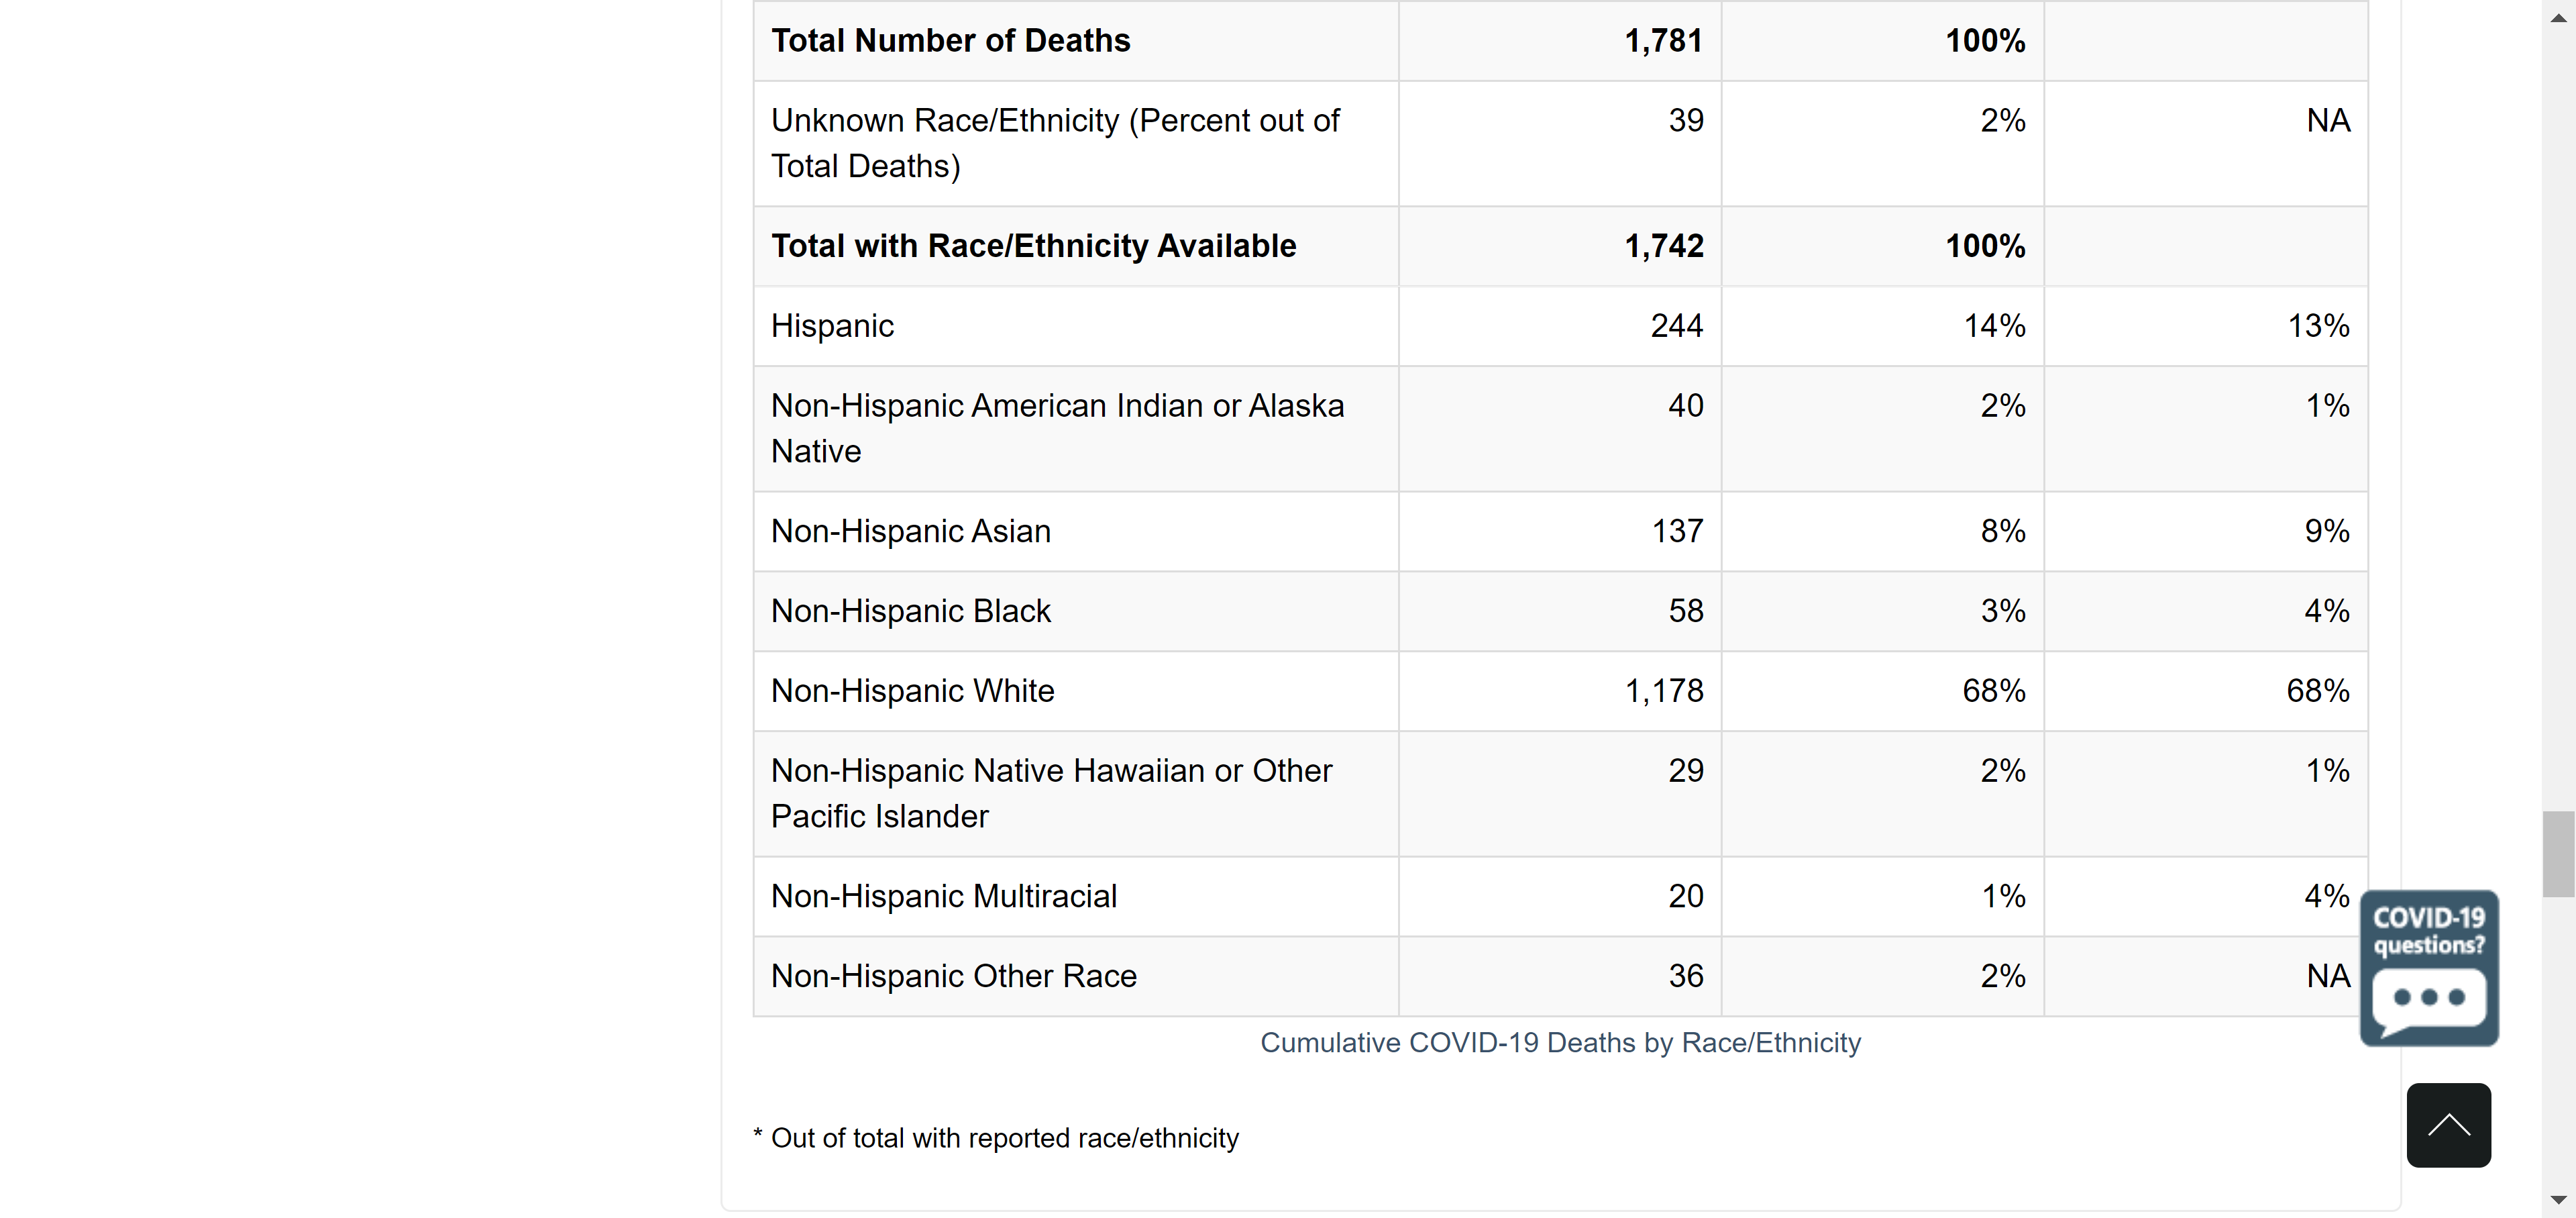 Total Number of Deaths 1,781 100%
Unknown Race/Ethnicity (Percent out of 39 2% NA
Total Deaths)
Total with Race/Ethnicity Available 1,742 100%
Hispanic 244 14% 13%
Non-Hispanic American Indian or Alaska 40 2% 1%
Native
Non-Hispanic Asian 137 8% 9%
Non-Hispanic Black 58 3% 4%
Non-Hispanic White 1,178 68% 68%
Non-Hispanic Native Hawaiian or Other 29 2% 1%
Pacific Islander
Non-Hispanic Multiracial 20 1% 4%
COVID-19
questions?
Non-Hispanic Other Race 36 2% NA
Cumulative COVID-19 Deaths by Race/Ethnicity
* Out of total with reported race/ethnicity